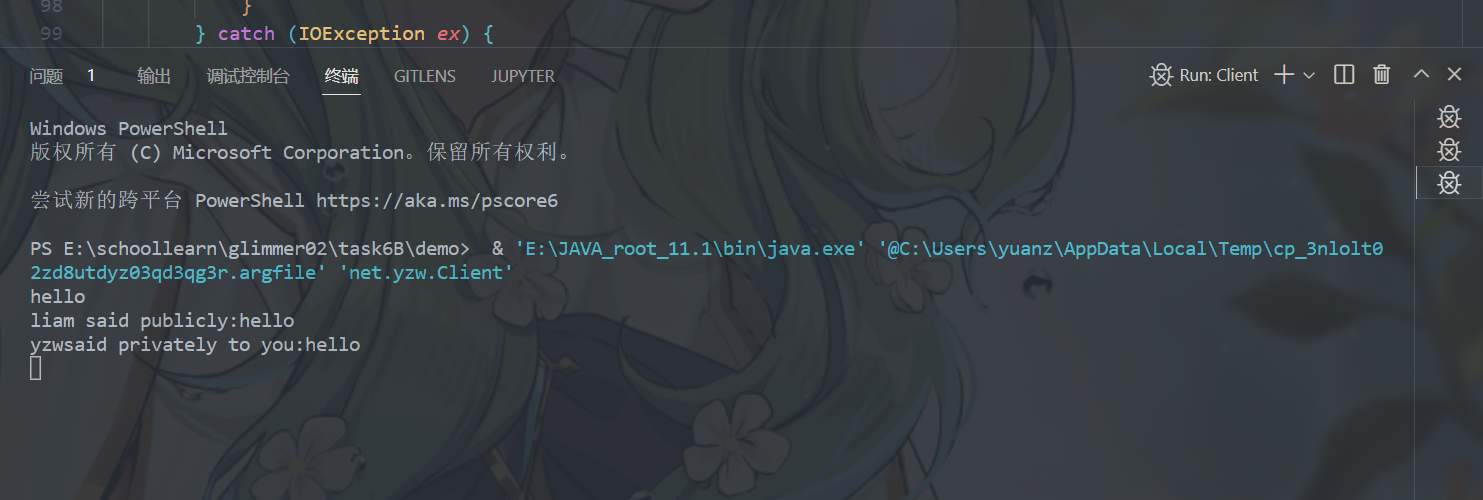 98 }
99 } catch (IOException ex) {
问题 1 输出 调试控制台 终端 GITLENS JUPYTER Run: Client
Windows PowerShell
版权所有 (C) Microsoft Corporation。保留所有权利。
尝试新的跨平台 PowerShell https://aka.ms/pscore6
PS E:\schoollearn\glimmer02\task6B\demo>  & 'E:\JAVA_root_11.1\bin\java.exe' '@C:\Users\yuanz\AppData\Local\Temp\cp_3nlolt0
2zd8utdyz03qd3qg3r.argfile' 'net.yzw.Client'
hello
liam said publicly:hello
yzwsaid privately to you:hello